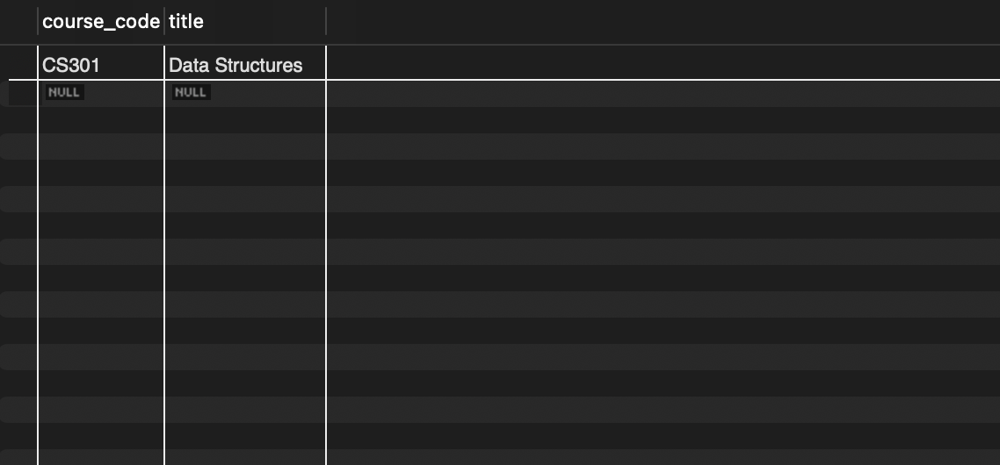 course_code title
CS301 Data Structures
NULL NULL